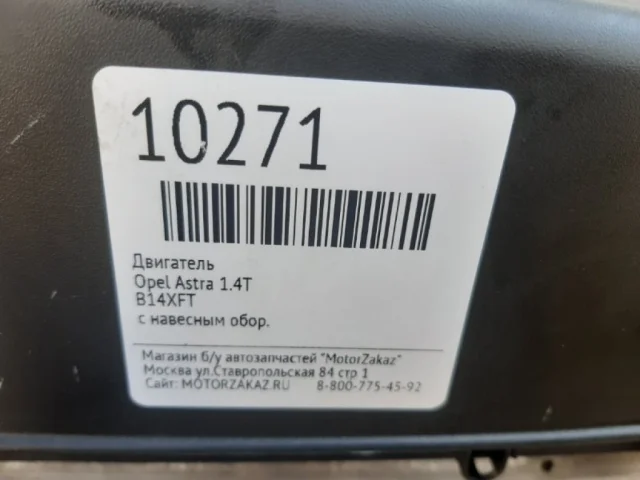 10271
Двигатель
Opel Astra 1.4T
B14XFT
с навесным обор.
Магазин б/у автозапчастей "MotorZakaz"
Москва ул.Ставропольская 84 стр 1
Сайт: MOTORZAKAZ.RU 8-800-775-45-92